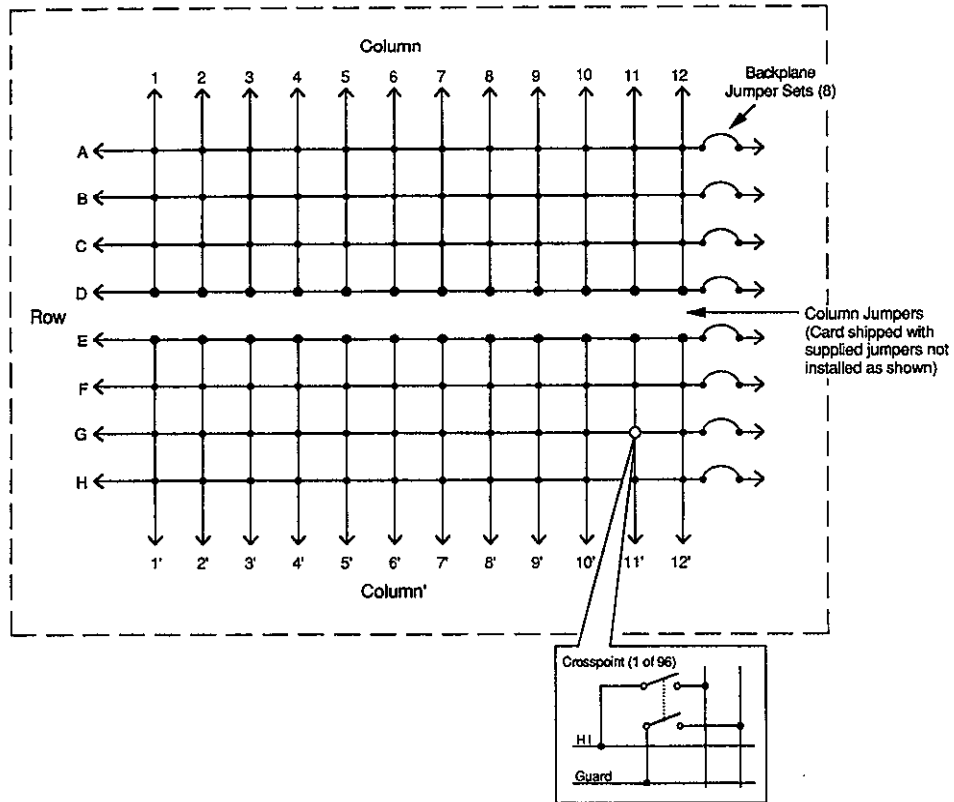 Column
1 2 3 4 5 6 7 8 9 10 11 12
Backplane
Jumper Sets (8)
A
B
C
D
Row
E
F
G
H
Column Jumpers
(Card shipped with
supplied jumpers not
installed as shown)
1' 2' 3' 4' 5' 6' 7' 8' 9' 10' 11' 12'
Column'
Crosspoint (1 of 96)
HI
Guard